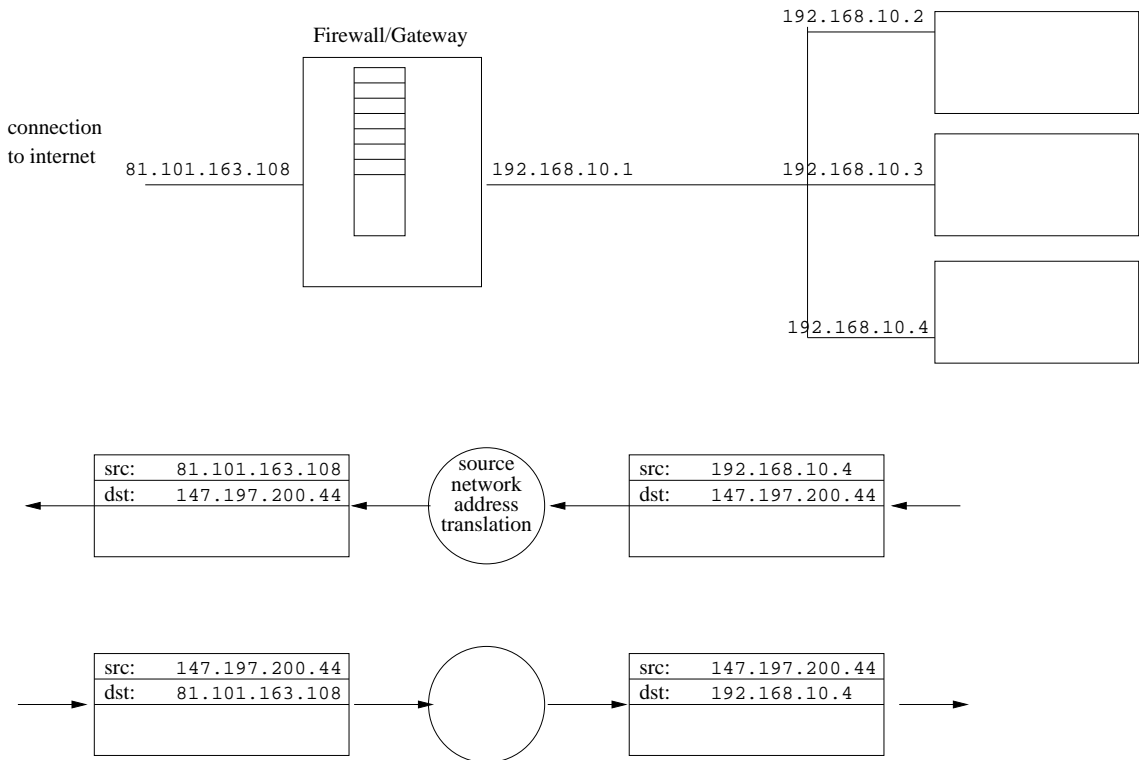 192.168.10.2
Firewall/Gateway
connection
to internet
81.101.163.108
192.168.10.1
192.168.10.3
192.168.10.4
src: 81.101.163.108
dst: 147.197.200.44
source
network
address
translation
src: 192.168.10.4
dst: 147.197.200.44
src: 147.197.200.44
dst: 81.101.163.108
src: 147.197.200.44
dst: 192.168.10.4